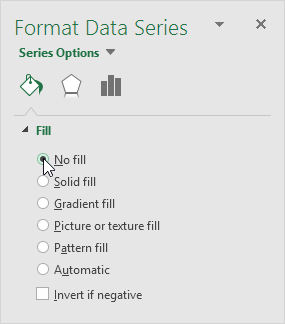 Format Data Series
Series Options
Fill
No fill
Solid fill
Gradient fill
Picture or texture fill
Pattern fill
Automatic
Invert if negative